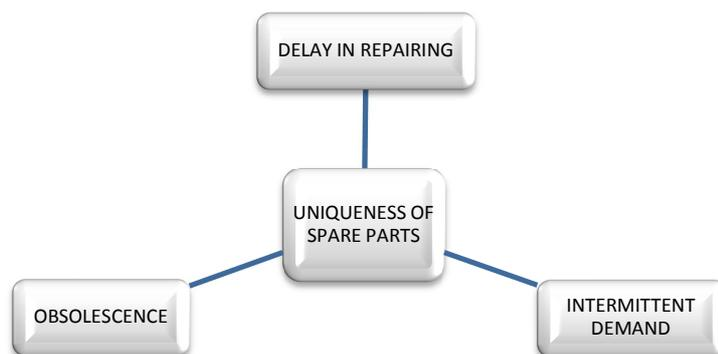 DELAY IN REPAIRING
UNIQUENESS OF
SPARE PARTS
OBSOLESCENCE
INTERMITTENT
DEMAND